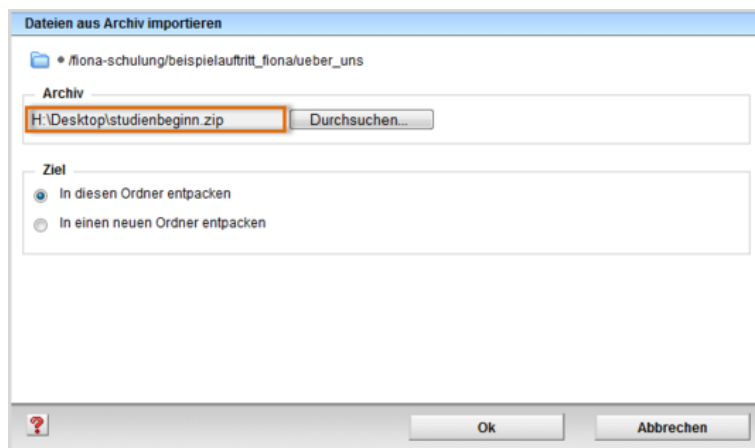 Dateien aus Archiv importieren
/fiona-schulung/beispielauftritt_fiona/ueber_uns
Archiv
H:\Desktop\studienbeginn.zip Durchsuchen...
Ziel
In diesen Ordner entpacken
In einen neuen Ordner entpacken
? Ok Abbrechen